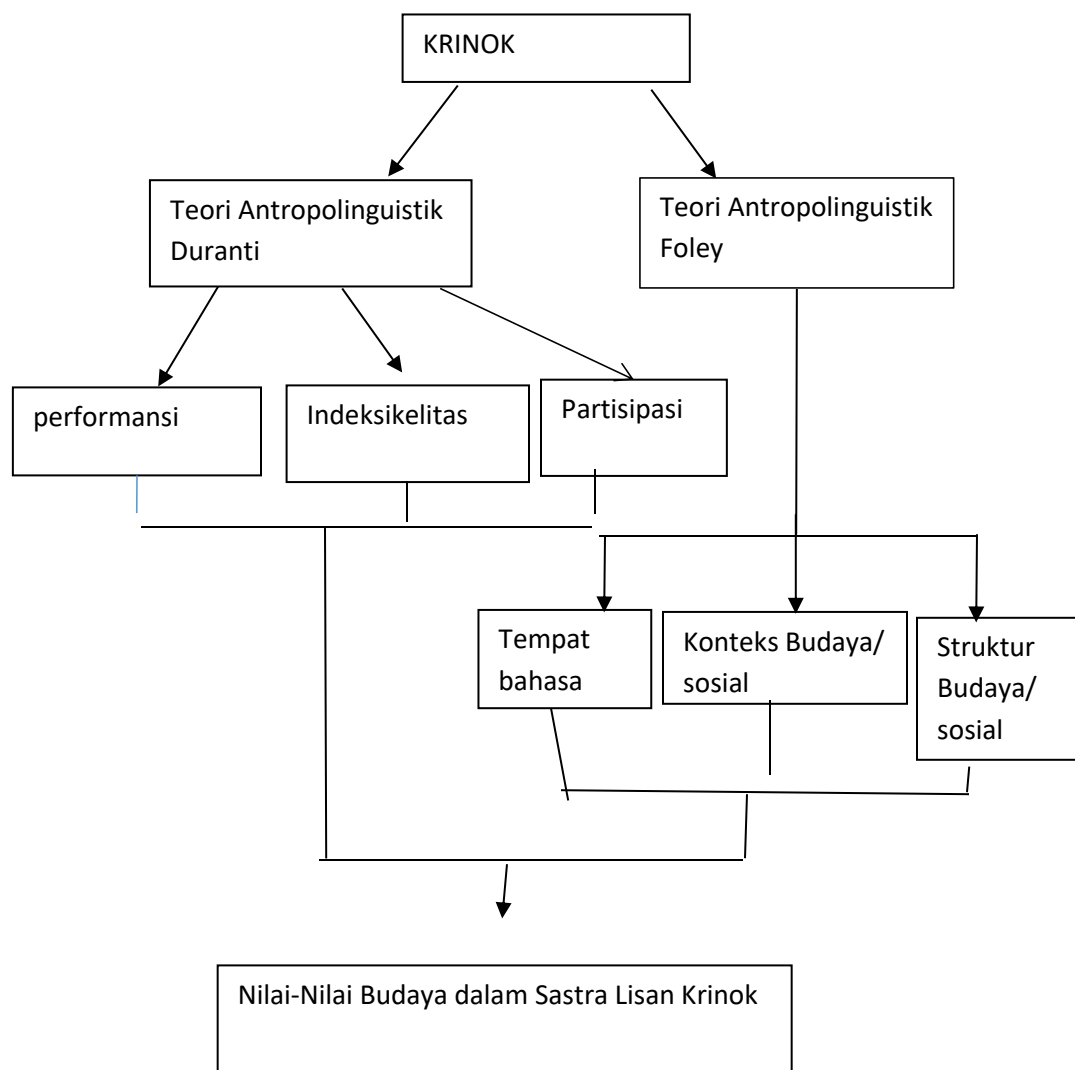 KRINOK
Teori Antropolinguistik
Duranti
Teori Antropolinguistik
Foley
performansi
Indeksikelitas
Partisipasi
Tempat
bahasa
Konteks Budaya/
sosial
Struktur
Budaya/
sosial
Nilai-Nilai Budaya dalam Sastra Lisan Krinok